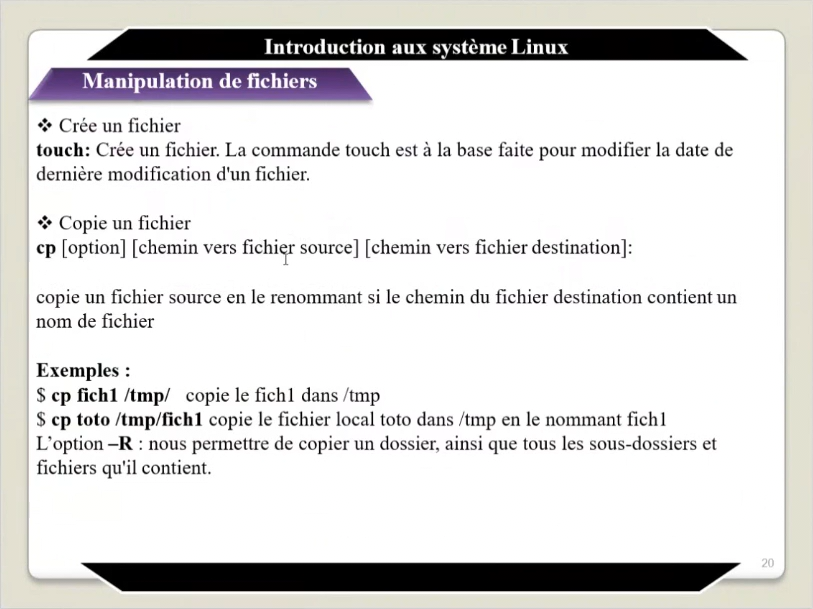 Introduction aux système Linux
Manipulation de fichiers
❖ Crée un fichier
touch: Crée un fichier. La commande touch est à la base faite pour modifier la date de
dernière modification d'un fichier.
❖ Copie un fichier
cp [option] [chemin vers fichier source] [chemin vers fichier destination]:
copie un fichier source en le renommant si le chemin du fichier destination contient un
nom de fichier
Exemples :
$ cp fich1 /tmp/ copie le fich1 dans /tmp
$ cp toto /tmp/fich1 copie le fichier local toto dans /tmp en le nommant fich1
L’option –R : nous permettre de copier un dossier, ainsi que tous les sous-dossiers et
fichiers qu'il contient.
20